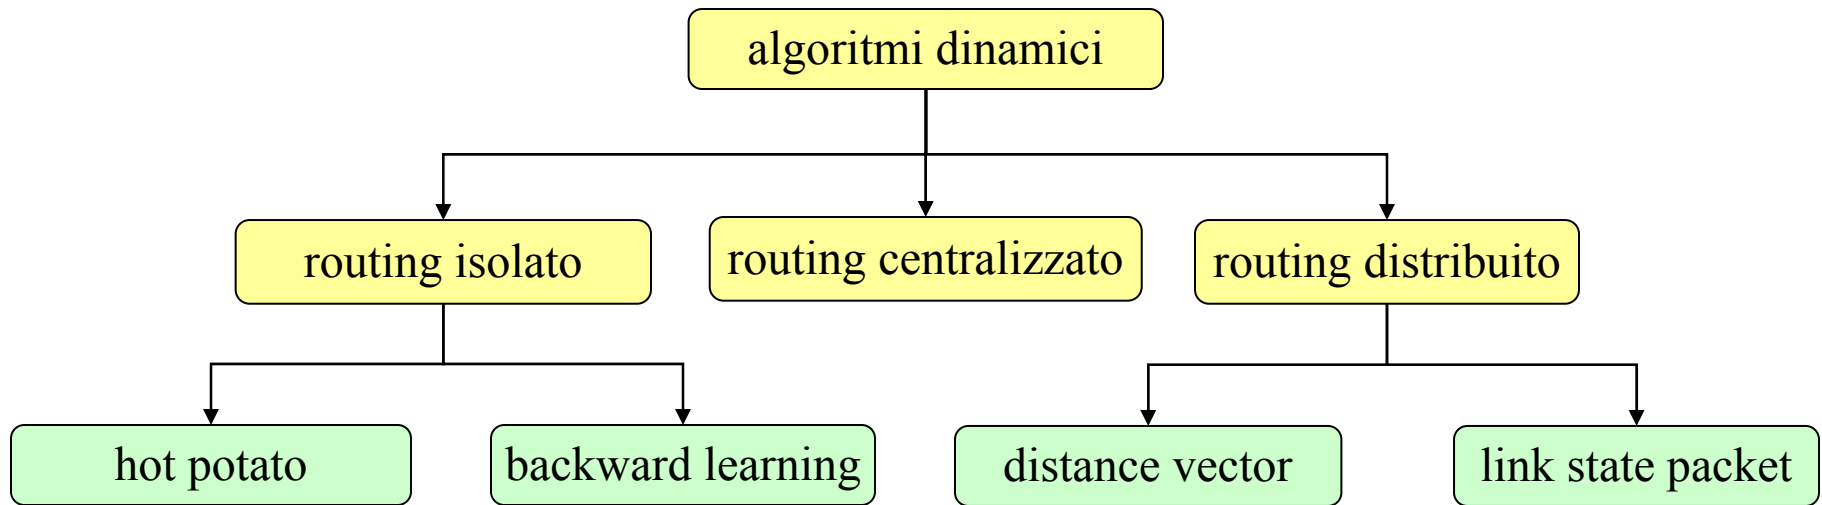 algoritmi dinamici
routing isolato
routing centralizzato
routing distribuito
hot potato
backward learning
distance vector
link state packet